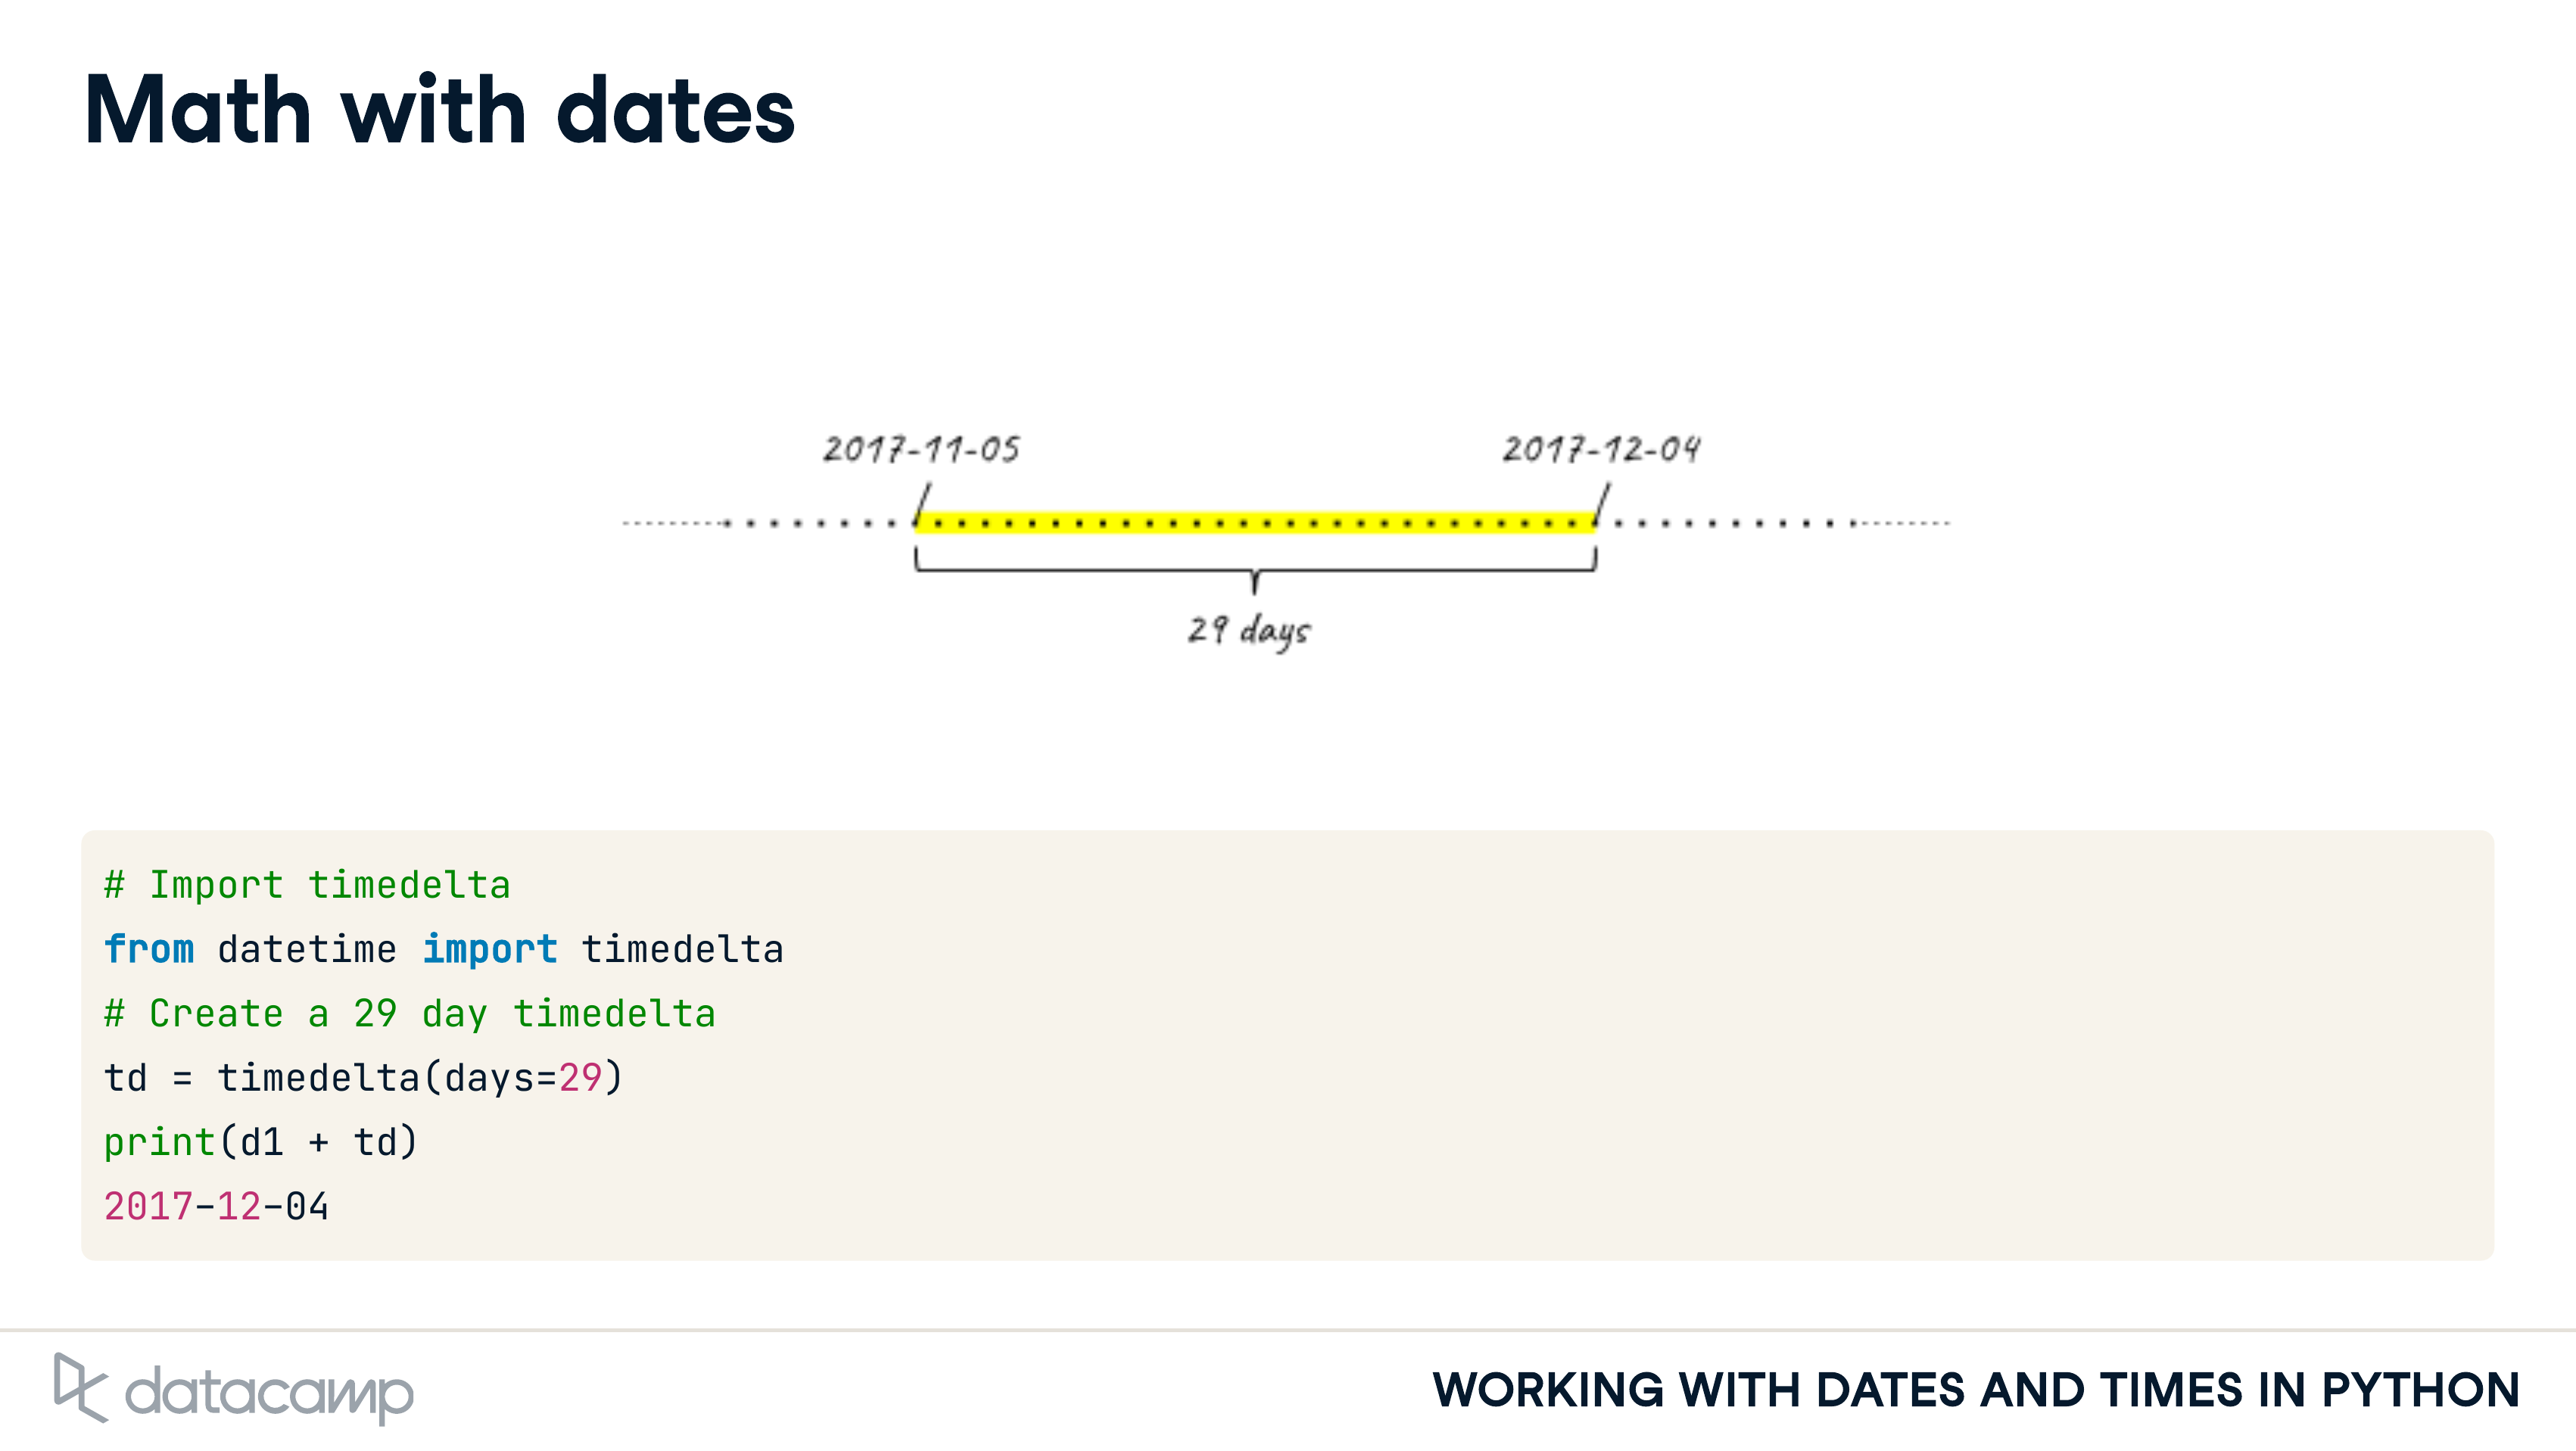 Math with dates
2017-11-05
2017-12-04
29 days
# Import timedelta
from datetime import timedelta
# Create a 29 day timedelta
td = timedelta(days=29)
print(d1 + td)
2017-12-04
datacamp
WORKING WITH DATES AND TIMES IN PYTHON